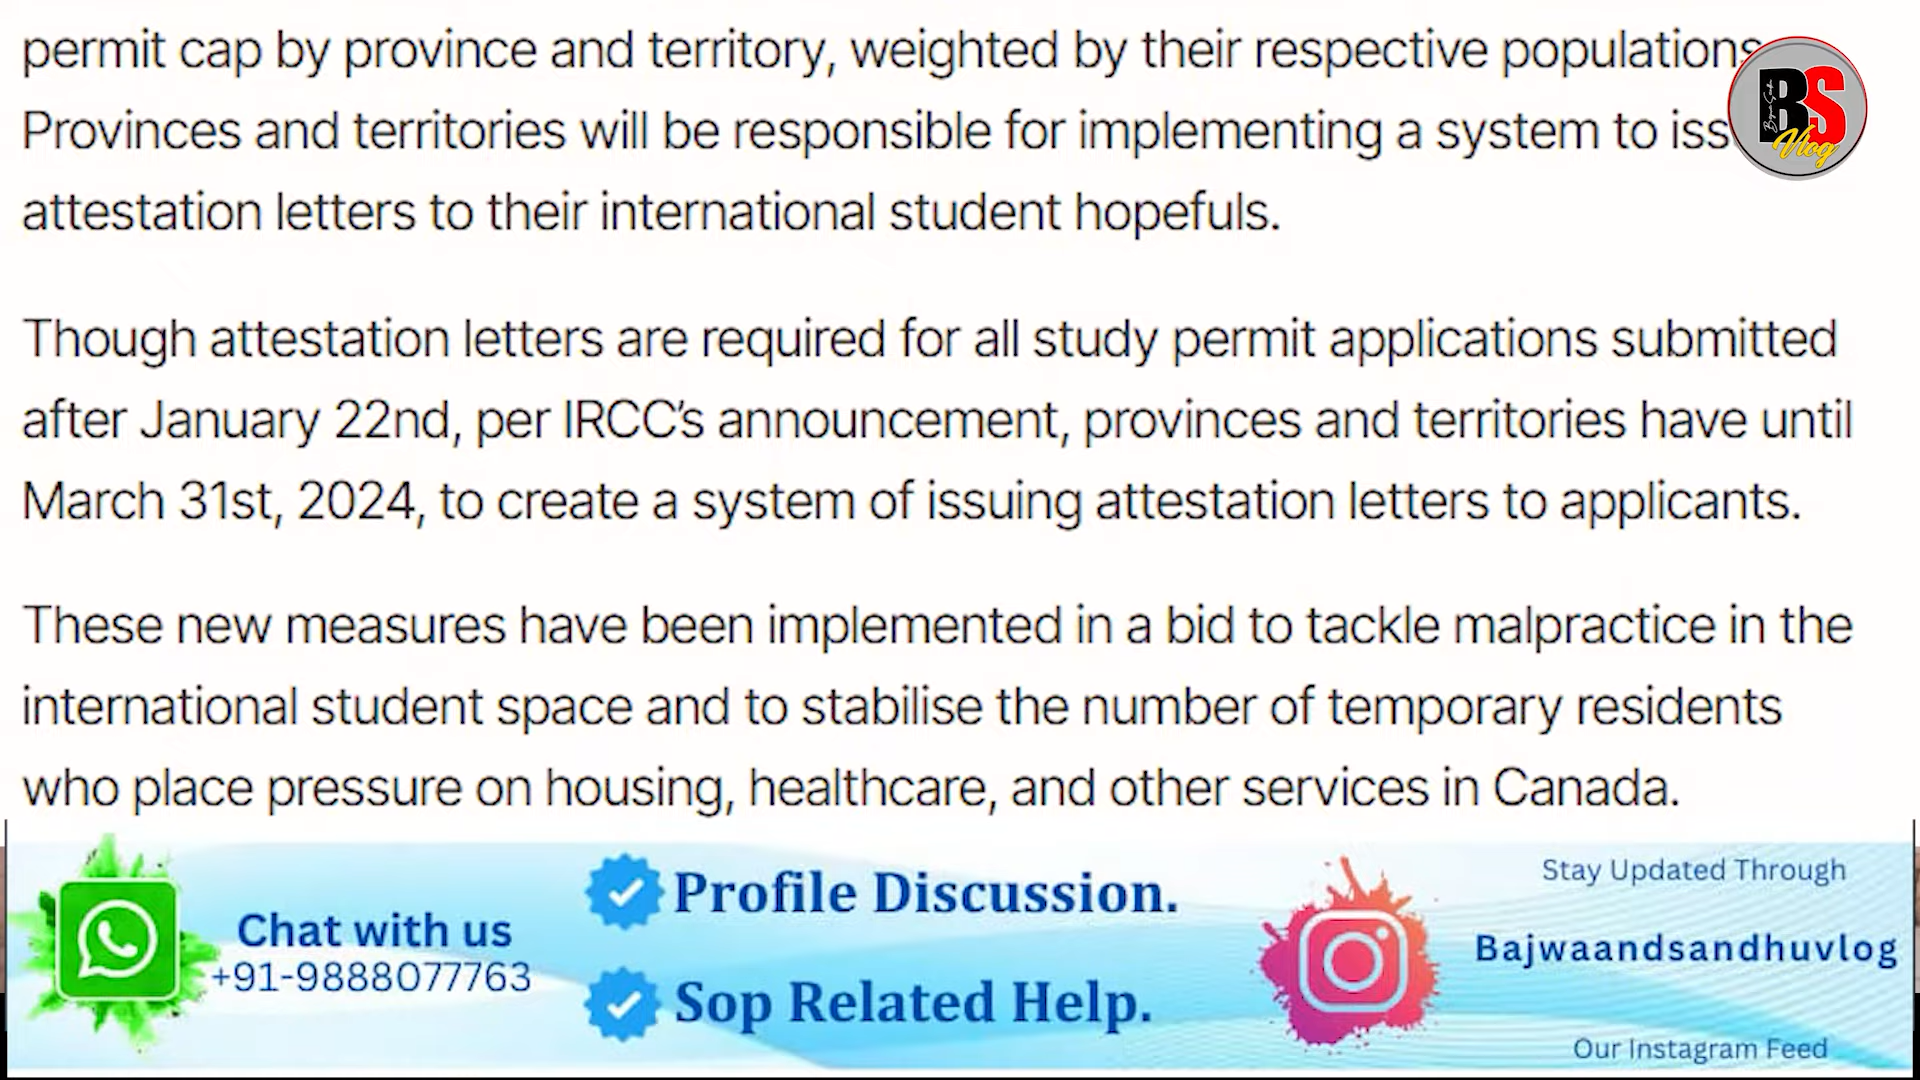 permit cap by province and territory, weighted by their respective populations
Provinces and territories will be responsible for implementing a system to
attestation letters to their international student hopefuls.
Though attestation letters are required for all study permit applications submitted
after January 22nd, per IRCC's announcement, provinces and territories have until
March 31st, 2024, to create a system of issuing attestation letters to applicants.
These new measures have been implemented in a bid to tackle malpractice in the
international student space and to stabilise the number of temporary residents
who place pressure on housing, healthcare, and other services in Canada.
BS
Vlog
Chat with us
+91-9888077763
Profile Discussion.
Sop Related Help.
Stay Updated Through
Bajwaandsandhuvlog
Our Instagram Feed